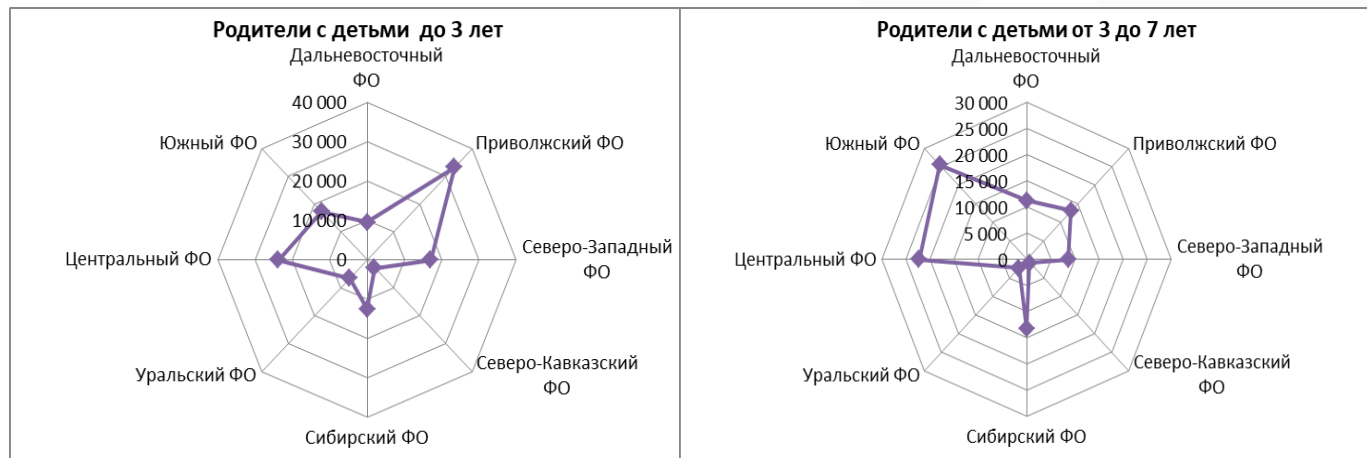 Родители с детьми до 3 лет
Дальневосточный
ФО
40 000
30 000
20 000
10 000
0
Приволжский ФО
Северо-Западный
ФО
Северо-Кавказский
ФО
Сибирский ФО
Уральский ФО
Центральный ФО
Южный ФО
Родители с детьми от 3 до 7 лет
Дальневосточный
ФО
30 000
25 000
20 000
15 000
10 000
5 000
0
Приволжский ФО
Северо-Западный
ФО
Северо-Кавказский
ФО
Сибирский ФО
Уральский ФО
Центральный ФО
Южный ФО